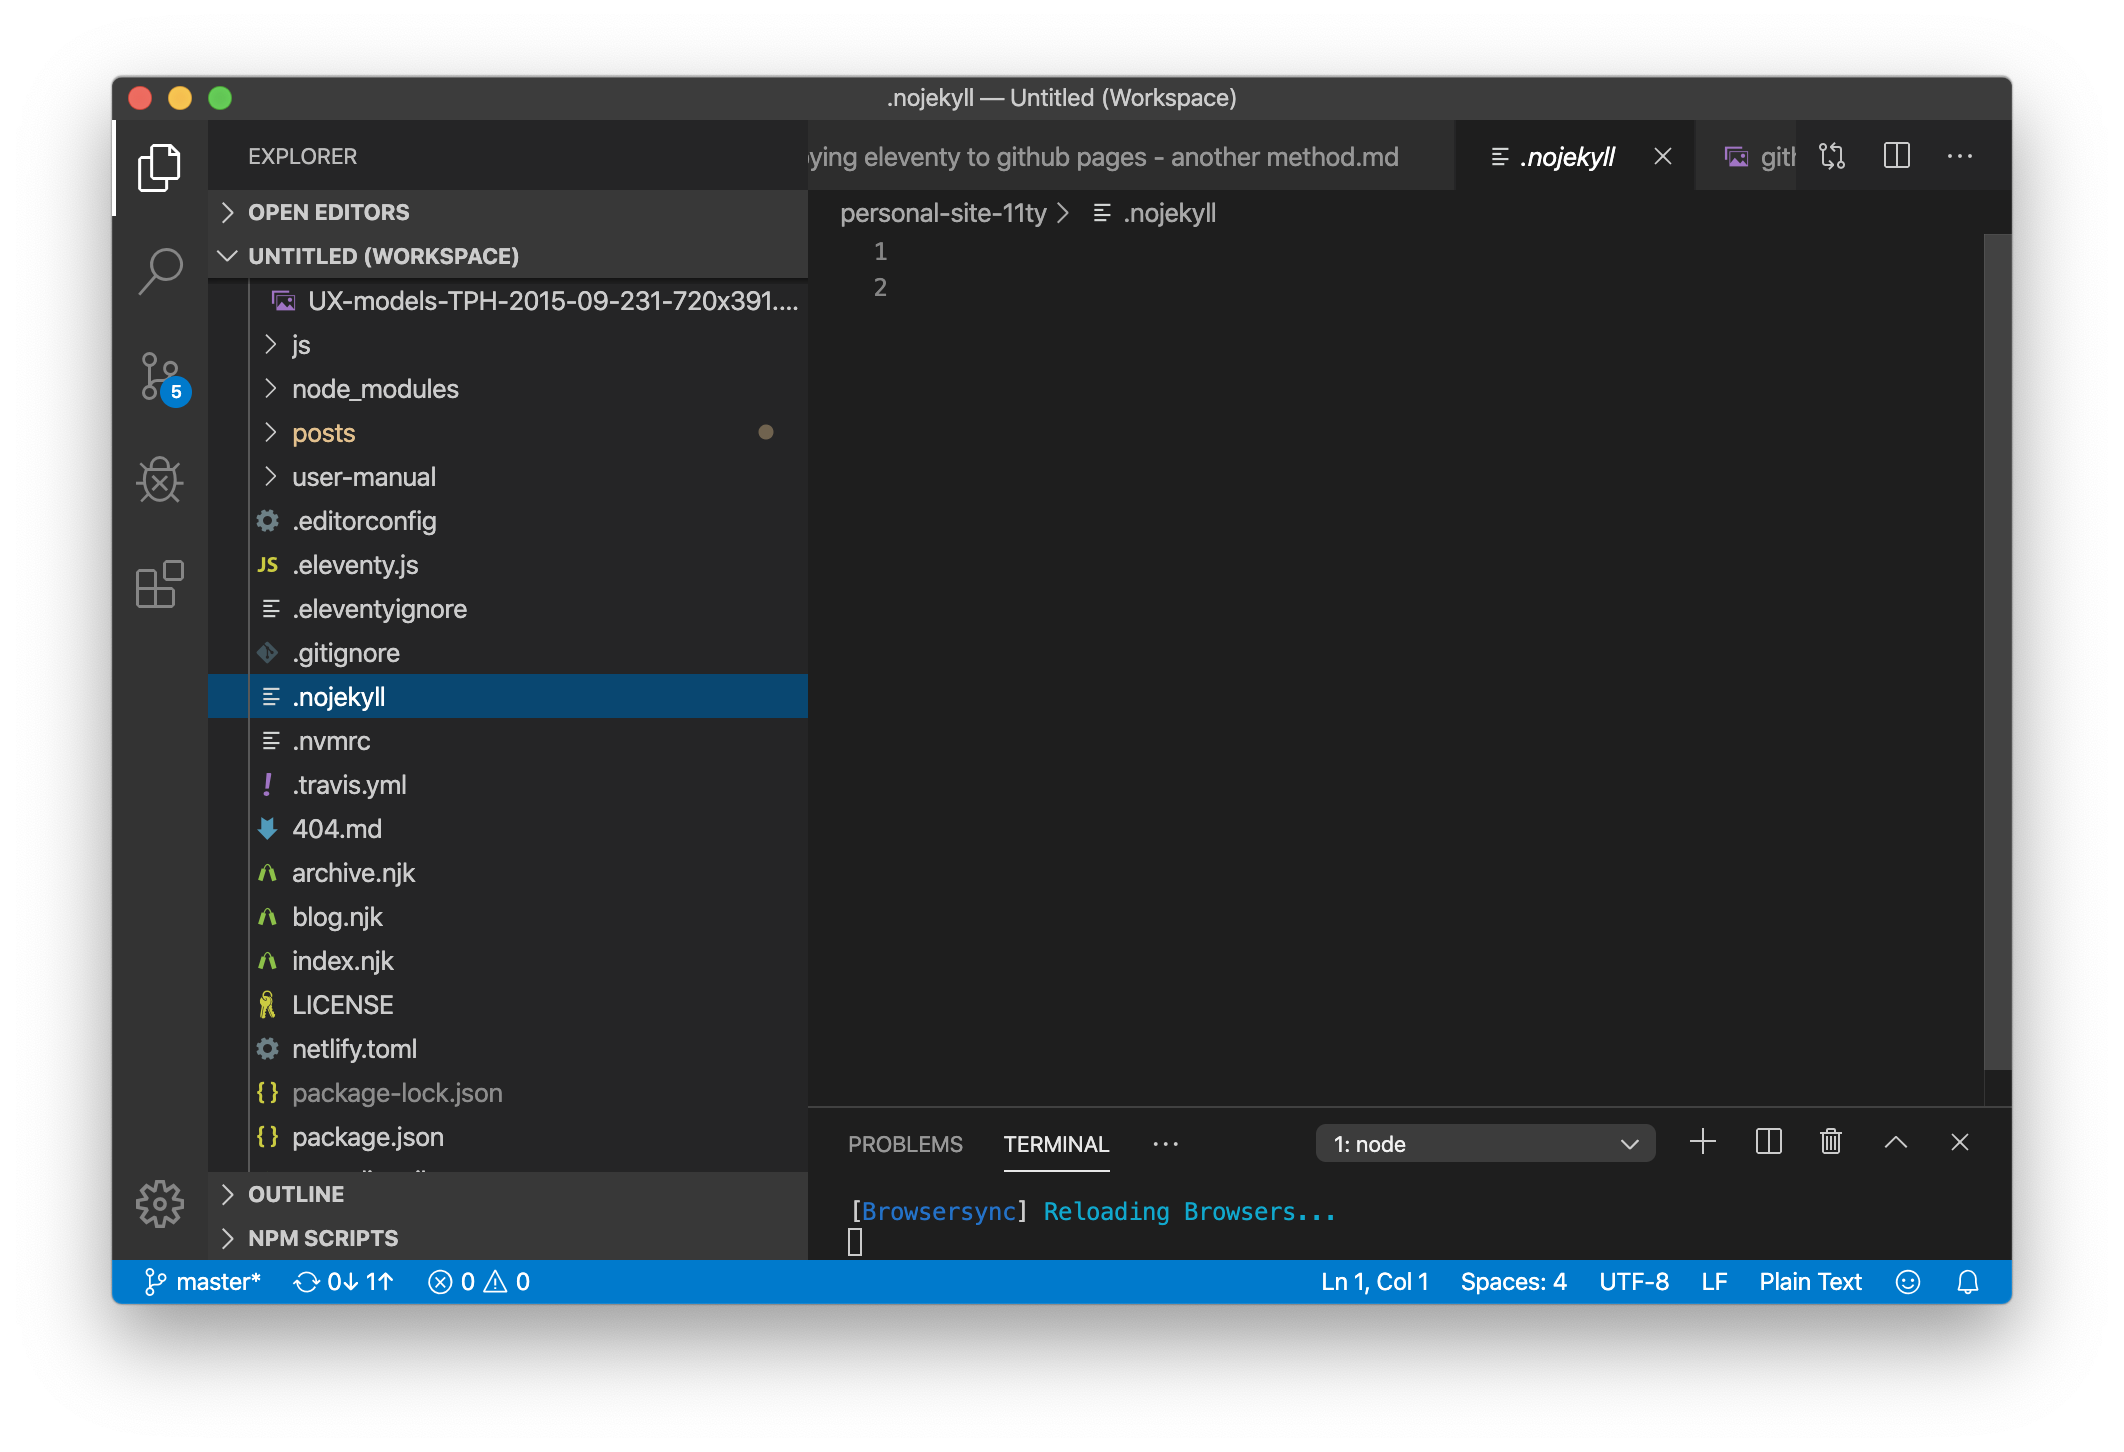 .nojekyll — Untitled (Workspace)
EXPLORER
OPEN EDITORS
UNTITLED (WORKSPACE)
UX-models-TPH-2015-09-231-720x391....
js
node_modules
posts
user-manual
.editorconfig
JS .eleventy.js
.eleventyignore
.gitignore
.nojekyll
.nvmrc
! .travis.yml
404.md
archive.njk
blog.njk
index.njk
LICENSE
netlify.toml
{ } package-lock.json
{ } package.json
OUTLINE
NPM SCRIPTS
5
ying eleventy to github pages - another method.md
.nojekyll
personal-site-11ty > .nojekyll
1
2
PROBLEMS TERMINAL ··· 1: node
[Browsersync] Reloading Browsers...
master* 0↓ 1↑ 0 0 Ln 1, Col 1 Spaces: 4 UTF-8 LF Plain Text